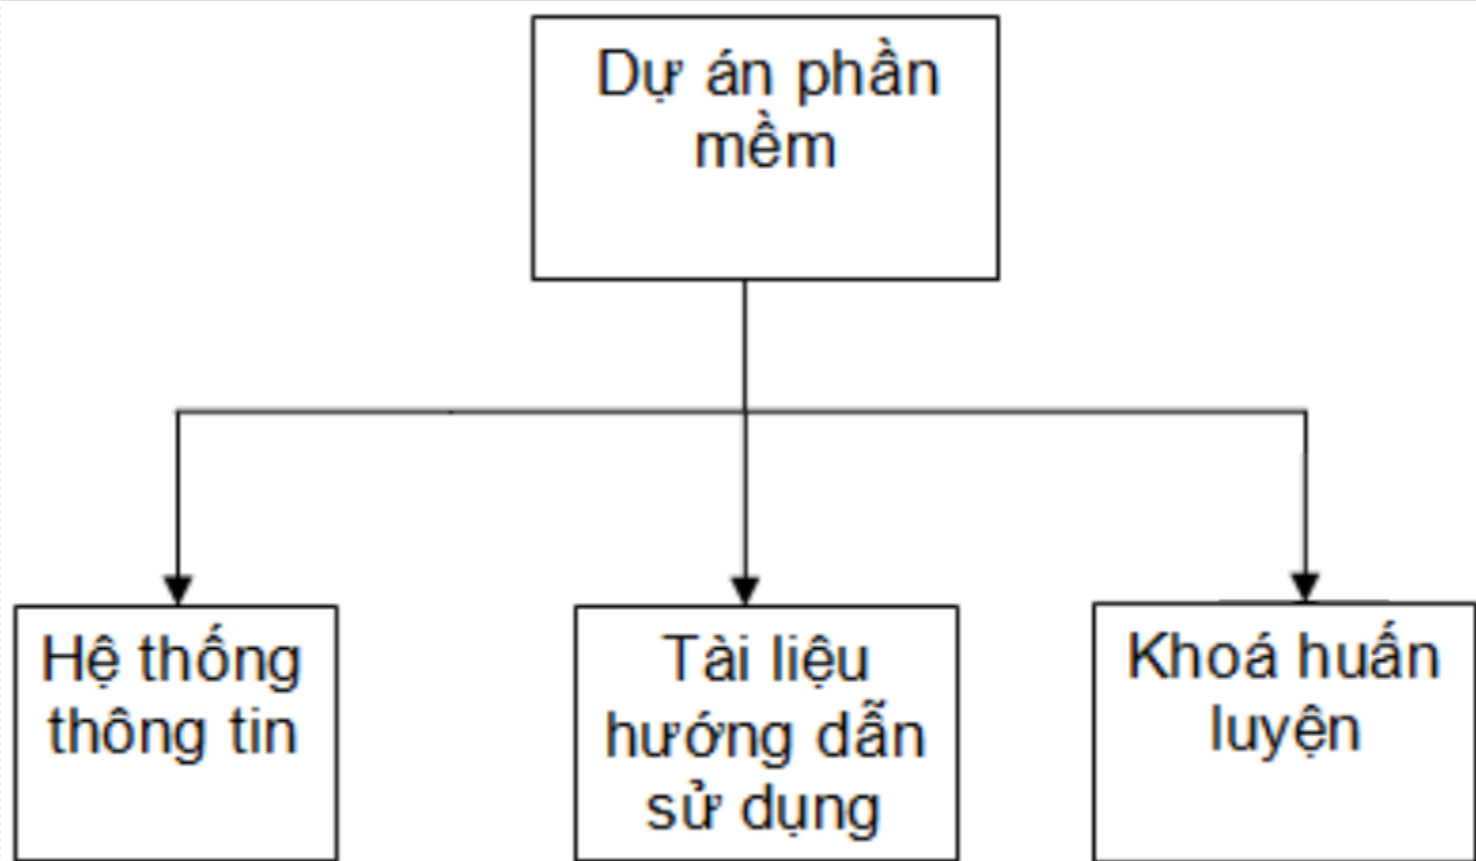 Dự án phần
mềm
Hệ thống
thông tin
Tài liệu
hướng dẫn
sử dụng
Khoá huấn
luyện